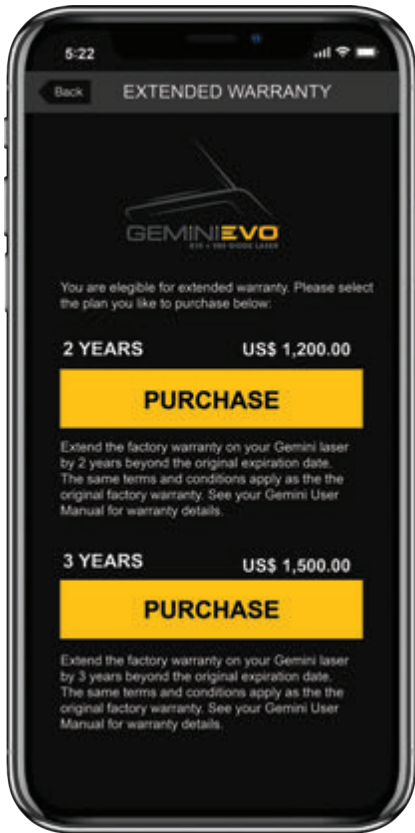 5:22
Back EXTENDED WARRANTY
GEMINIEVO
810 + 980 DIODE LASER
You are elegible for extended warranty. Please select
the plan you like to purchase below:
2 YEARS US$ 1,200.00
PURCHASE
Extend the factory warranty on your Gemini laser
by 2 years beyond the original expiration date.
The same terms and conditions apply as the the
original factory warranty. See your Gemini User
Manual for warranty details.
3 YEARS US$ 1,500.00
PURCHASE
Extend the factory warranty on your Gemini laser
by 3 years beyond the original expiration date.
The same terms and conditions apply as the the
original factory warranty. See your Gemini User
Manual for warranty details.